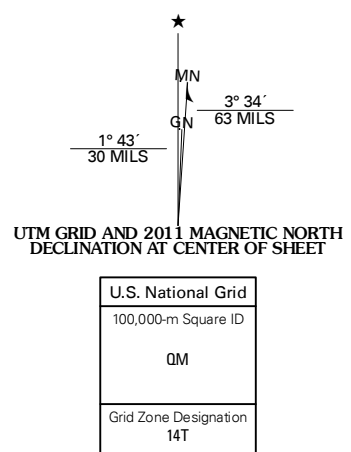 MN
3° 34´
63 MILS
GN
1° 43´
30 MILS
UTM GRID AND 2011 MAGNETIC NORTH
DECLINATION AT CENTER OF SHEET
U.S. National Grid
100,000-m Square ID
QM
Grid Zone Designation
14T